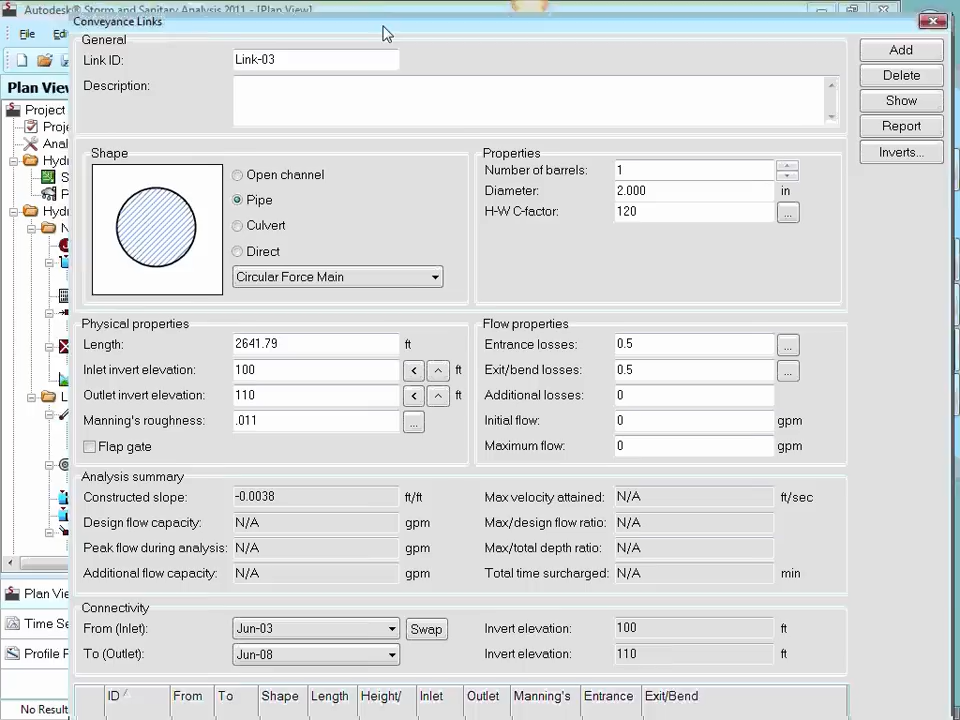 Autodesk® Storm and Sanitary Analysis 2011 - [Plan View]
Conveyance Links
File
General
Link ID:
Link-03
Description:
Add
Delete
Show
Report
Inverts...
Plan View
Project
Shape
Open channel
Pipe
Culvert
Direct
Circular Force Main
Properties
Number of barrels:
1
Diameter:
2.000
in
H-W C-factor:
120
...
Physical properties
Length:
2641.79
ft
Inlet invert elevation:
100
<
^
ft
Outlet invert elevation:
110
<
^
ft
Manning's roughness:
.011
...
Flap gate
Flow properties
Entrance losses:
0.5
...
Exit/bend losses:
0.5
...
Additional losses:
0
Initial flow:
0
gpm
Maximum flow:
0
gpm
Analysis summary
Constructed slope:
-0.0038
ft/ft
Design flow capacity:
N/A
gpm
Peak flow during analysis:
N/A
gpm
Additional flow capacity:
N/A
gpm
Max velocity attained:
N/A
ft/sec
Max/design flow ratio:
N/A
Max/total depth ratio:
N/A
Total time surcharged:
N/A
min
Connectivity
From (Inlet):
Jun-03
Swap
Invert elevation:
100
ft
To (Outlet):
Jun-08
Invert elevation:
110
ft
Plan Vie
Time Se
Profile F
No Result
ID
From
To
Shape
Length
Height/
Inlet
Outlet
Manning's
Entrance
Exit/Bend